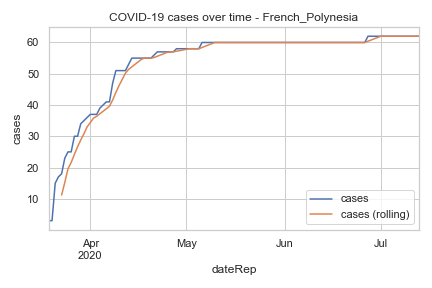 COVID-19 cases over time - French_Polynesia
cases
60
50
40
30
20
10
Apr
2020
May
Jun
Jul
dateRep
cases
cases (rolling)